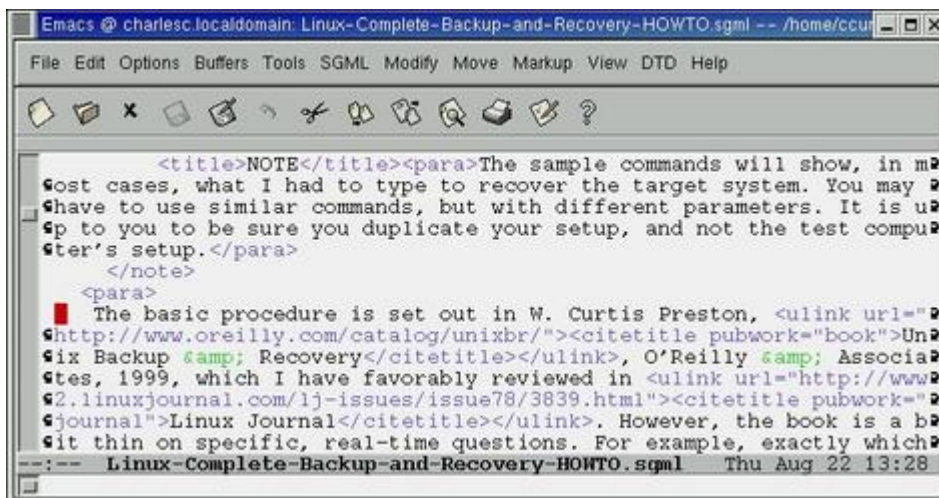 Emacs @ charlesc.localdomain: Linux-Complete-Backup-and-Recovery-HOWTO.sgml -- /home/ccur
File Edit Options Buffers Tools SGML Modify Move Markup View DTD Help
<title>NOTE</title><para>The sample commands will show, in m
ost cases, what I had to type to recover the target system. You may
have to use similar commands, but with different parameters. It is u
p to you to be sure you duplicate your setup, and not the test compu
ter's setup.</para>
</note>
<para>
The basic procedure is set out in W. Curtis Preston, <ulink url="
http://www.oreilly.com/catalog/unixbr/"><citetitle pubwork="book">Un
ix Backup &amp; Recovery</citetitle></ulink>, O'Reilly &amp; Associa
tes, 1999, which I have favorably reviewed in <ulink url="http://www
2.linuxjournal.com/lj-issues/issue78/3839.html"><citetitle pubwork="
journal">Linux Journal</citetitle></ulink>. However, the book is a b
it thin on specific, real-time questions. For example, exactly which
--:-- Linux-Complete-Backup-and-Recovery-HOWTO.sgml Thu Aug 22 13:28